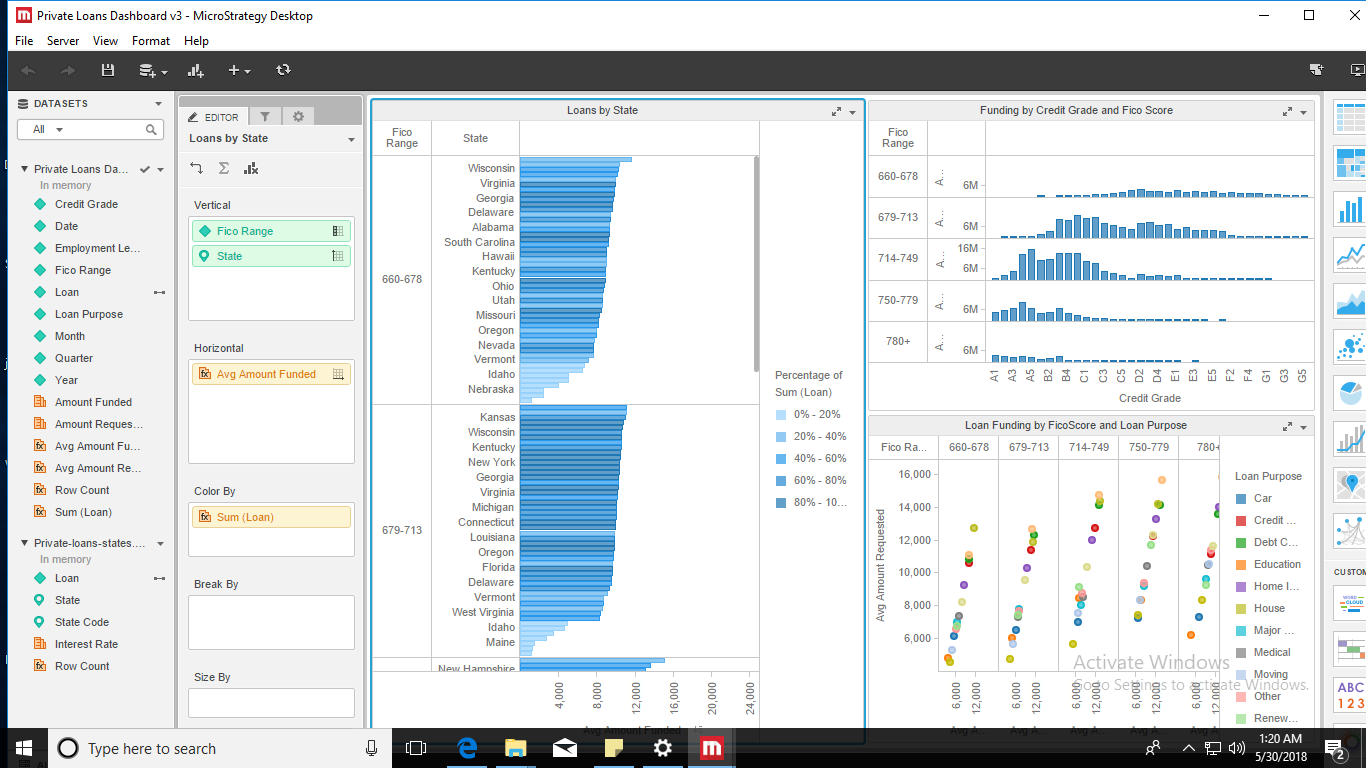 Private Loans Dashboard v3 - MicroStrategy Desktop
File Server View Format Help
DATASETS
All
Private Loans Da...
In memory
Credit Grade
Date
Employment Le...
Fico Range
Loan
Loan Purpose
Month
Quarter
Year
Amount Funded
Amount Reques...
Avg Amount Fu...
Avg Amount Re...
Row Count
Sum (Loan)
Private-loans-states....
In memory
Loan
State
State Code
Interest Rate
Row Count
EDITOR
Loans by State
Vertical
Fico Range
State
Horizontal
Avg Amount Funded
Color By
Sum (Loan)
Break By
Size By
Loans by State
Fico
Range
State
660-678
Wisconsin
Virginia
Georgia
Delaware
Alabama
South Carolina
Hawaii
Kentucky
Ohio
Utah
Missouri
Oregon
Nevada
Vermont
Idaho
Nebraska
679-713
Kansas
Wisconsin
Kentucky
New York
Georgia
Virginia
Michigan
Connecticut
Louisiana
Oregon
Florida
Delaware
Vermont
West Virginia
Idaho
Maine
New Hampshire
4,000 8,000 12,000 16,000 20,000 24,000
Avg Amount Funded
Percentage of
Sum (Loan)
0% - 20%
20% - 40%
40% - 60%
60% - 80%
80% - 10...
Funding by Credit Grade and Fico Score
Fico
Range
660-678 A... 6M
679-713 A... 6M
714-749 A... 16M
6M
750-779 A... 6M
780+ A... 6M
A1 A3 A5 B2 B4 C1 C3 C5 D2 D4 E1 E3 E5 F2 F4 G1 G3 G5
Credit Grade
Loan Funding by FicoScore and Loan Purpose
Fico Ra... 660-678 679-713 714-749 750-779 780+
Avg Amount Requested
16,000
14,000
12,000
10,000
8,000
6,000
6,000 12,000 6,000 12,000 6,000 12,000 6,000 12,000 6,000 12,000
Loan Purpose
Car
Credit ...
Debt C...
Education
Home I...
House
Major ...
Medical
Moving
Other
Renew...
Activate Windows
Go to Settings to activate Windows.
CUSTOM
WORD
CLOUD
ABC
1 2 3
Type here to search
1:20 AM
5/30/2018
2